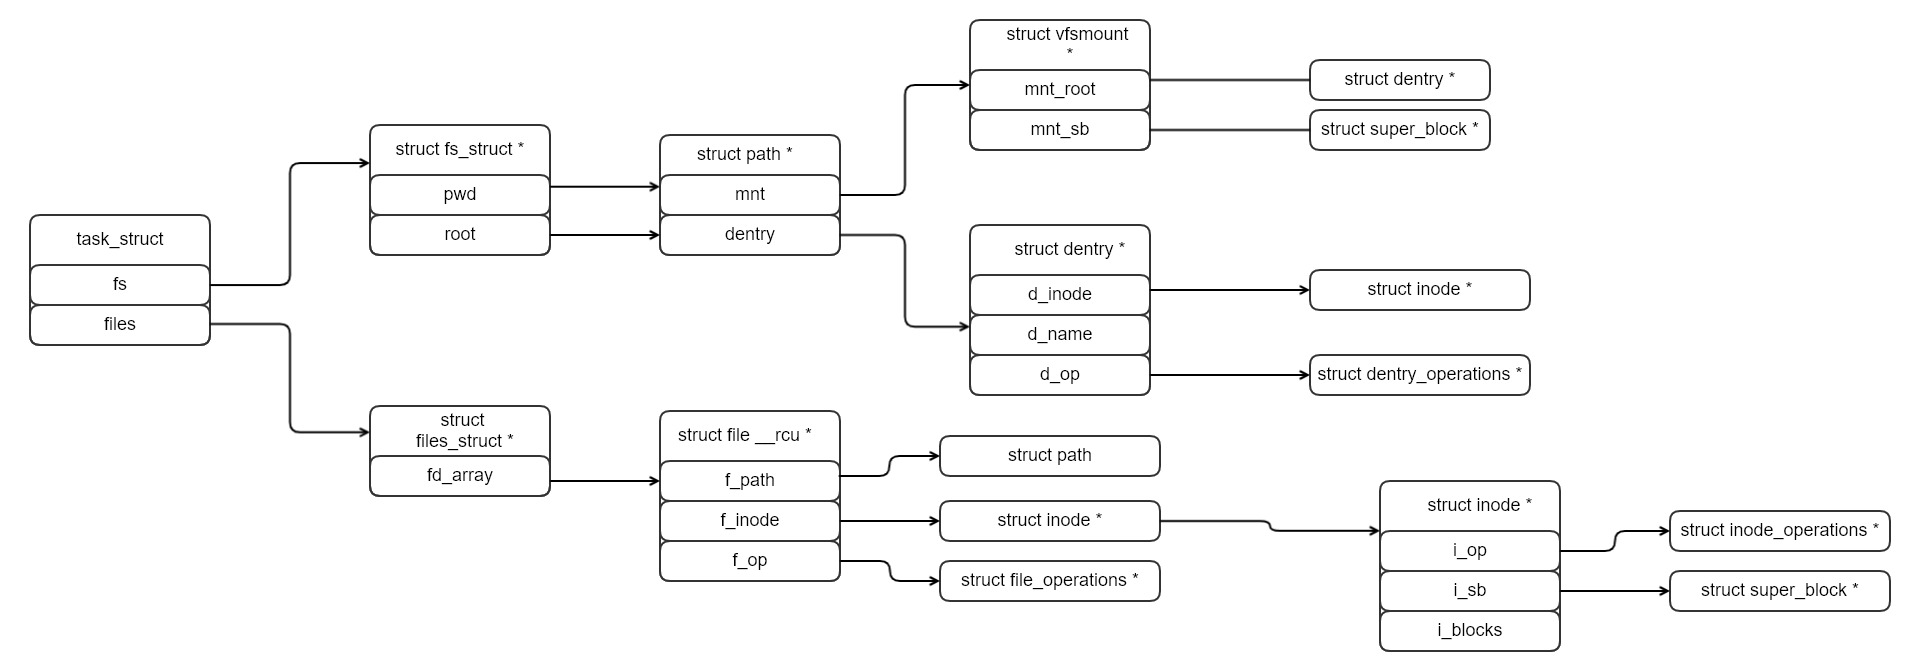 task_struct
fs
files
struct fs_struct *
pwd
root
struct path *
mnt
dentry
struct vfsmount
*
mnt_root
mnt_sb
struct dentry *
struct super_block *
struct dentry *
d_inode
d_name
d_op
struct inode *
struct dentry_operations *
struct
files_struct *
fd_array
struct file __rcu *
f_path
f_inode
f_op
struct path
struct inode *
struct file_operations *
struct inode *
i_op
i_sb
i_blocks
struct inode_operations *
struct super_block *